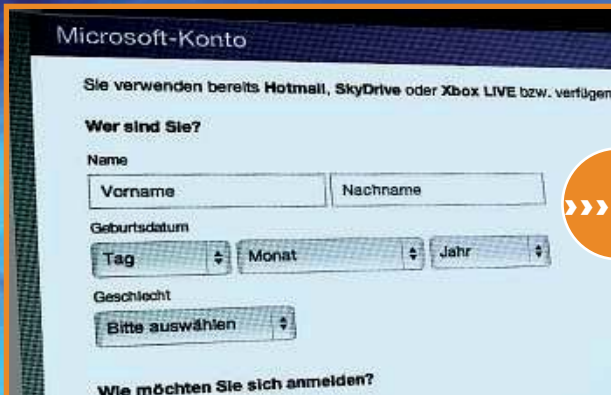 Microsoft-Konto
Sie verwenden bereits Hotmail, SkyDrive oder Xbox LIVE bzw. verfügen
Wer sind Sie?
Name
Vorname Nachname
Geburtsdatum
Tag Monat Jahr
Geschlecht
Bitte auswählen
Wie möchten Sie sich anmelden?